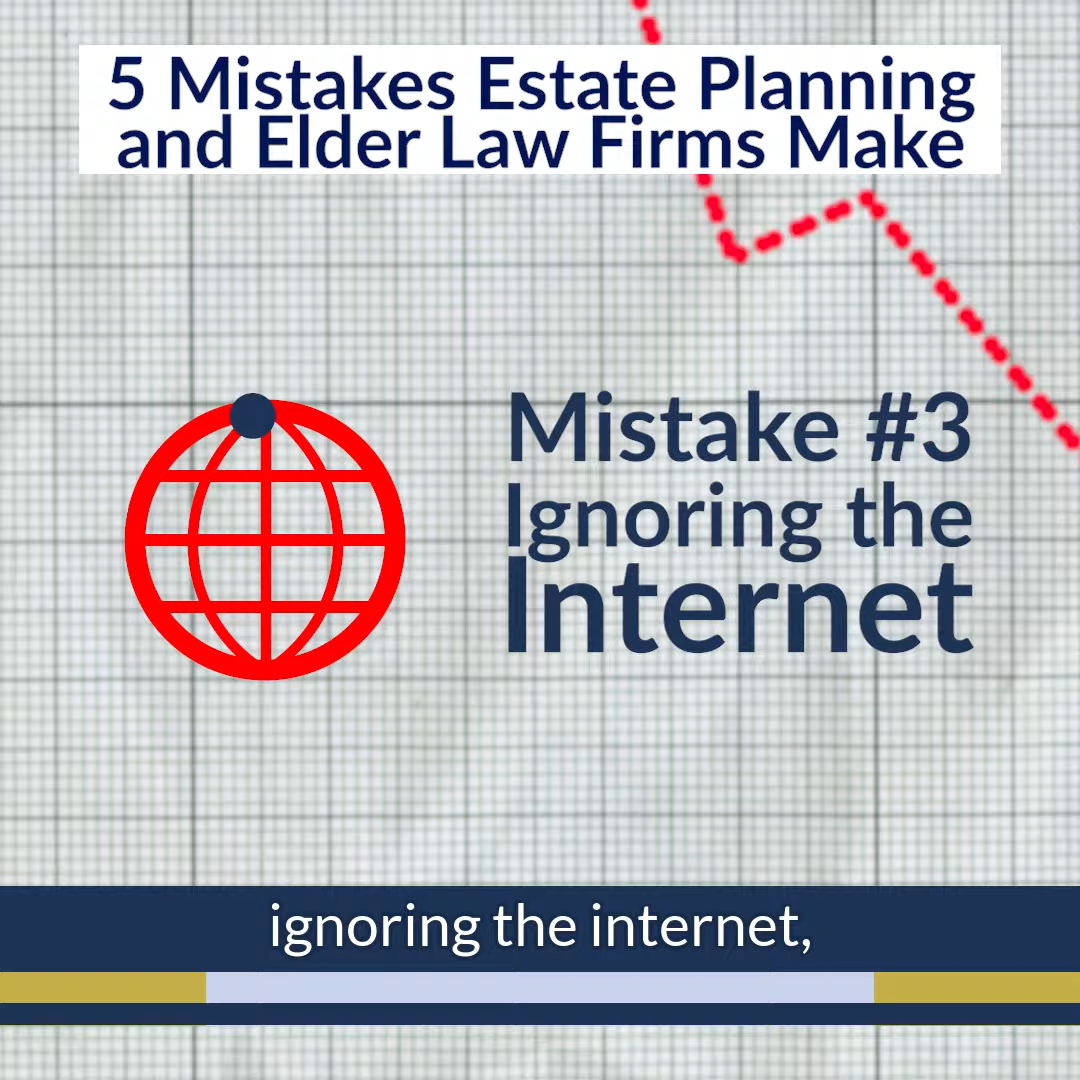 5 Mistakes Estate Planning
and Elder Law Firms Make
Mistake #3
Ignoring the
Internet
ignoring the internet,